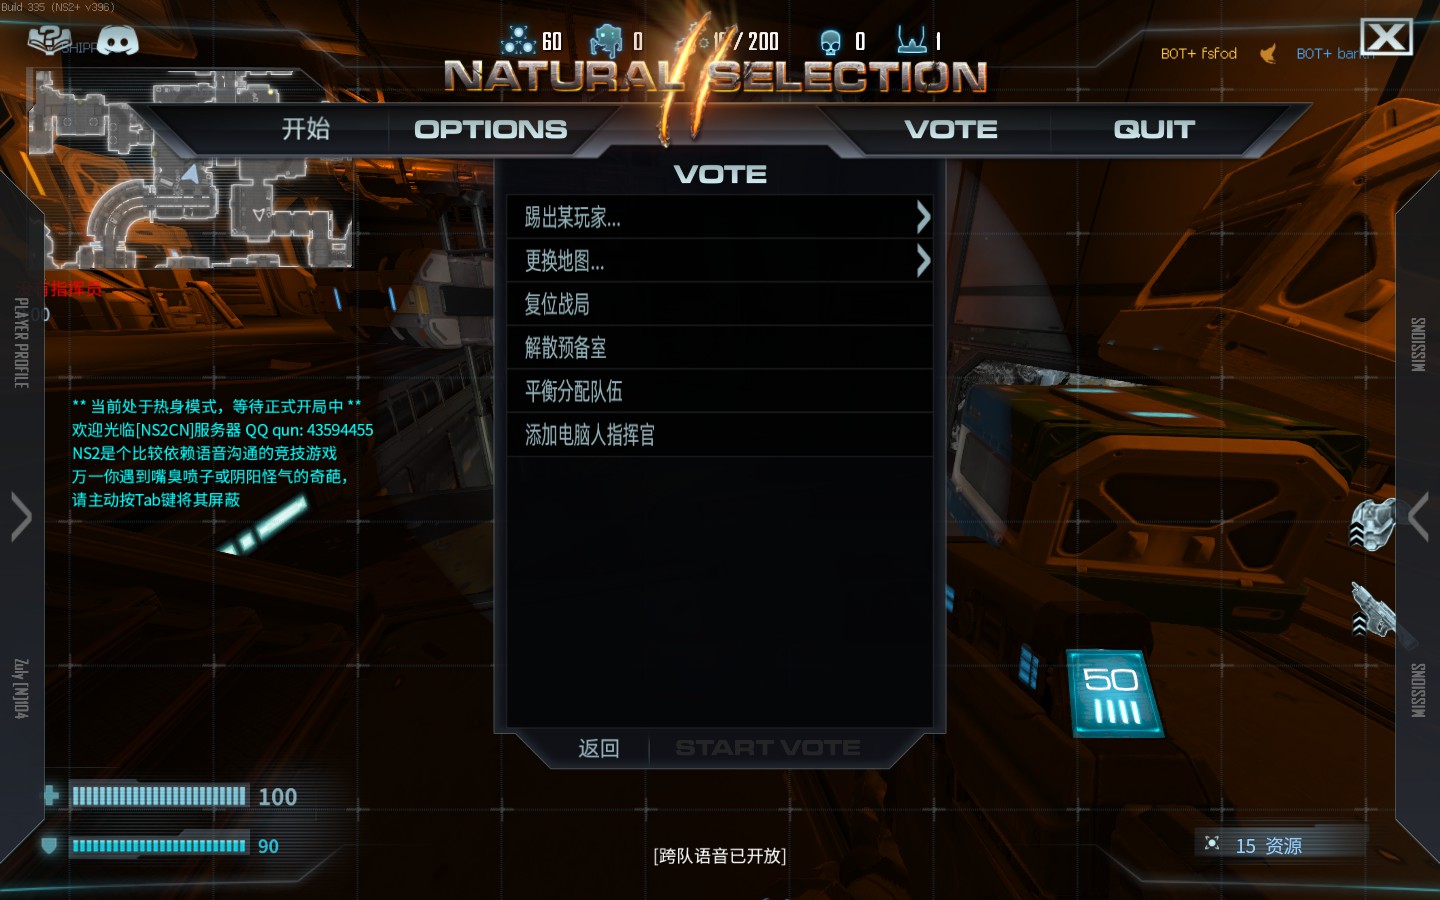 Build 335 (NS2+ v396)
60
0
/ 200
0
1
BOT+ fsfod
NATURAL SELECTION
开始
OPTIONS
VOTE
QUIT
VOTE
踢出某玩家...
更换地图...
复位战局
解散预备室
平衡分配队伍
添加电脑人指挥官
返回
START VOTE
PLAYER PROFILE
Zuly [N]104
MISSIONS
MISSIONS
** 当前处于热身模式，等待正式开局中 **
欢迎光临[NS2CN]服务器 QQ qun: 43594455
NS2是个比较依赖语音沟通的竞技游戏
万一你遇到嘴臭喷子或阴阳怪气的奇葩，
请主动按Tab键将其屏蔽
50
100
90
[跨队语音已开放]
15 资源